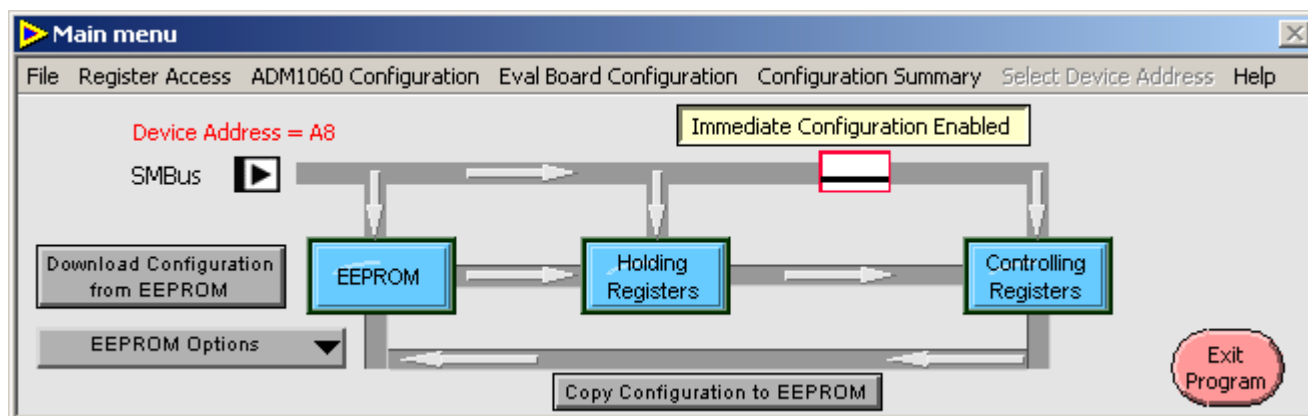 Main menu
File Register Access ADM1060 Configuration Eval Board Configuration Configuration Summary Select Device Address Help
Immediate Configuration Enabled
Device Address = A8
SMBus
Download Configuration
from EEPROM
EEPROM
Holding
Registers
Controlling
Registers
EEPROM Options
Copy Configuration to EEPROM
Exit
Program